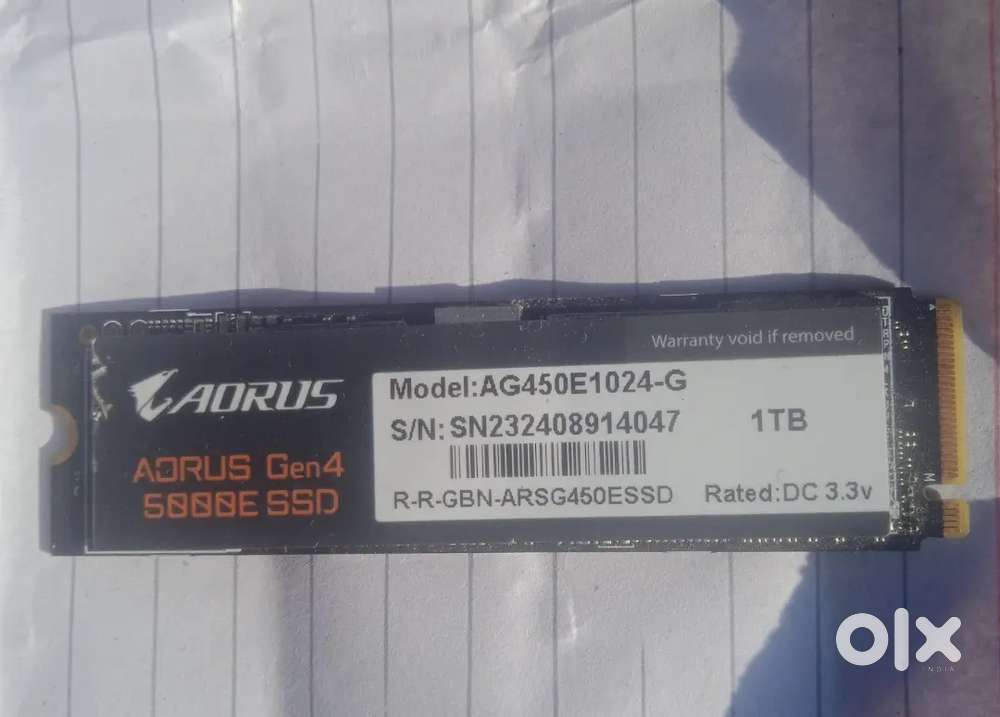 Warranty void if removed
AORUS
AORUS Gen4
5000E SSD
Model:AG450E1024-G
S/N: SN232408914047
1TB
R-R-GBN-ARSG450ESSD
Rated:DC 3.3v
M
olx
INDIA